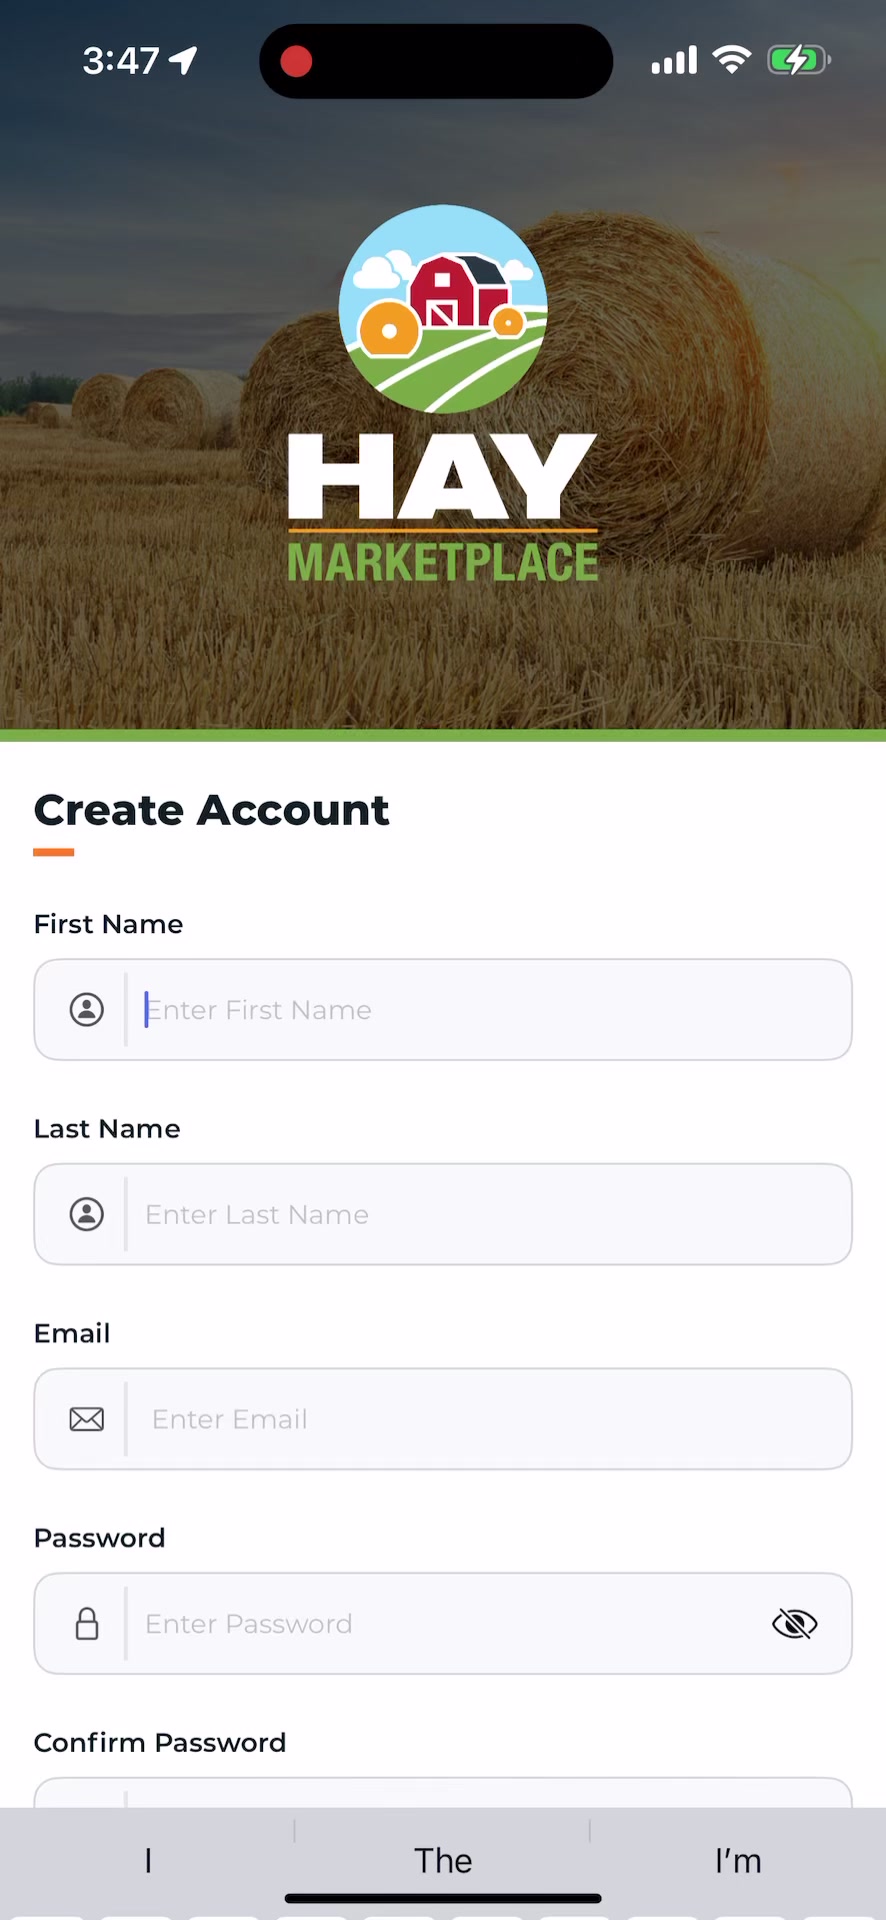 3:47
HAY
MARKETPLACE
Create Account
First Name
Enter First Name
Last Name
Enter Last Name
Email
Enter Email
Password
Enter Password
Confirm Password
I The I'm